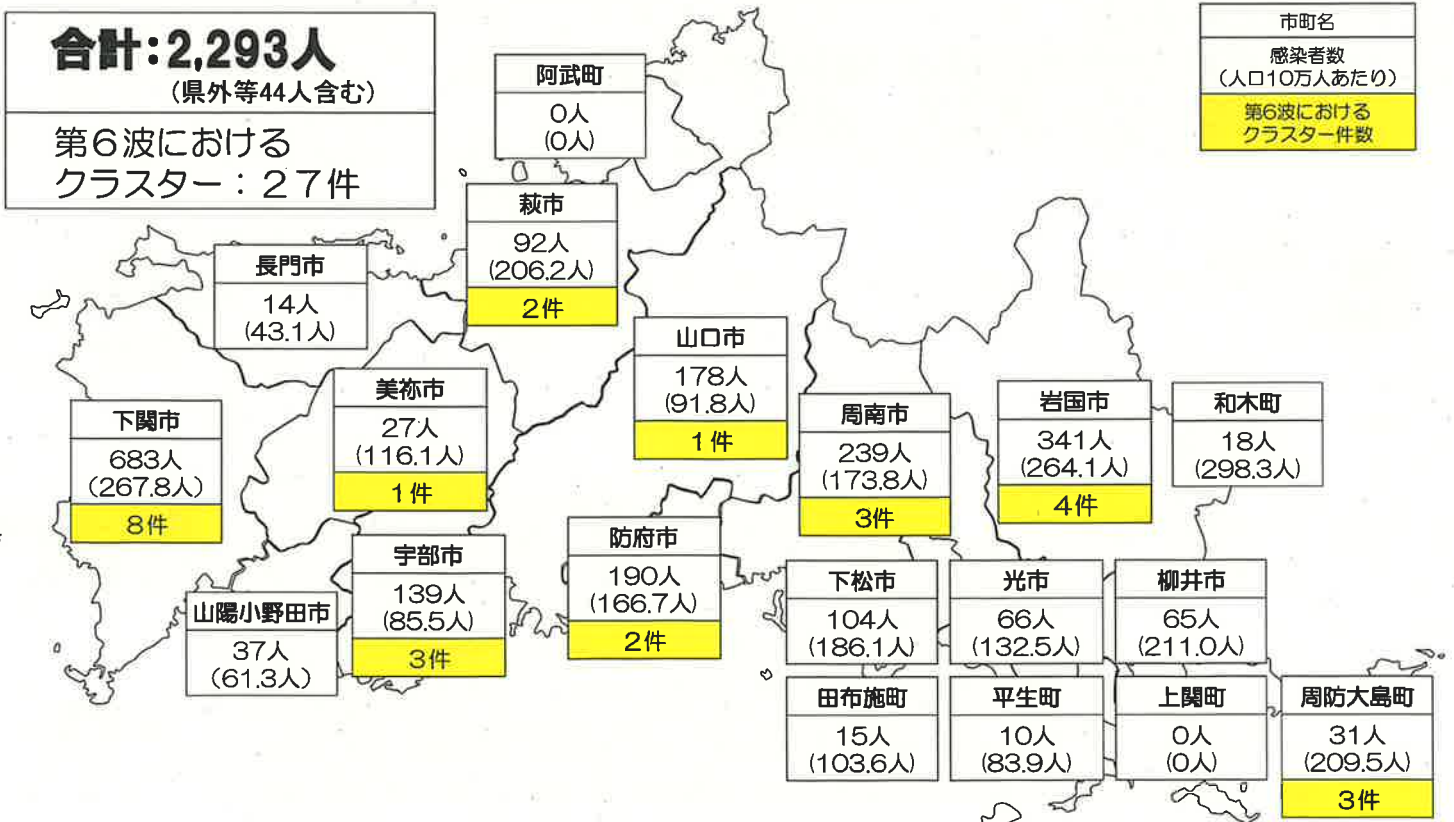 合計：2,293人
（県外等44人含む）
第6波における
クラスター：27件
市町名
感染者数
（人口10万人あたり）
第6波における
クラスター件数
阿武町
0人
(0人)
萩市
92人
(206.2人)
2件
長門市
14人
(43.1人)
山口市
178人
(91.8人)
1件
美祢市
27人
(116.1人)
1件
下関市
683人
(267.8人)
8件
周南市
239人
(173.8人)
3件
岩国市
341人
(264.1人)
4件
和木町
18人
(298.3人)
宇部市
139人
(85.5人)
3件
防府市
190人
(166.7人)
2件
山陽小野田市
37人
(61.3人)
下松市
104人
(186.1人)
光市
66人
(132.5人)
柳井市
65人
(211.0人)
田布施町
15人
(103.6人)
平生町
10人
(83.9人)
上関町
0人
(0人)
周防大島町
31人
(209.5人)
3件